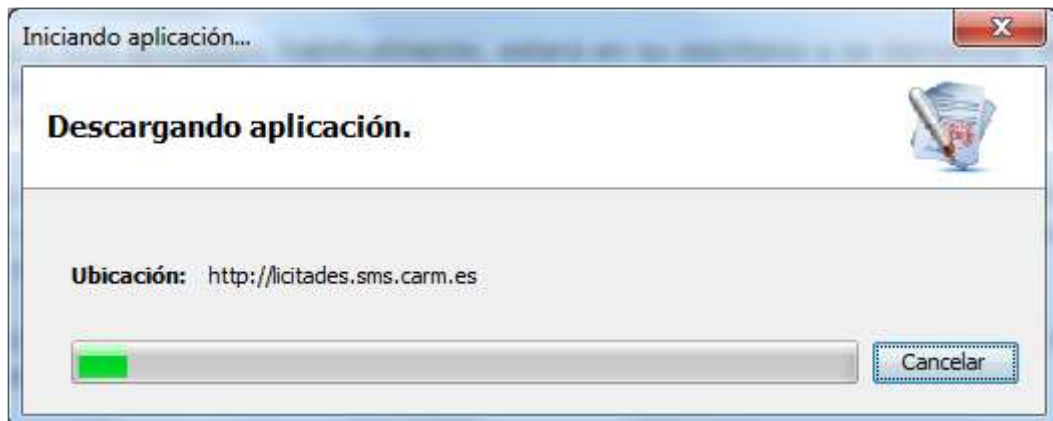 Iniciando aplicación...
Descargando aplicación.
Ubicación: http://licitades.sms.carm.es
Cancelar